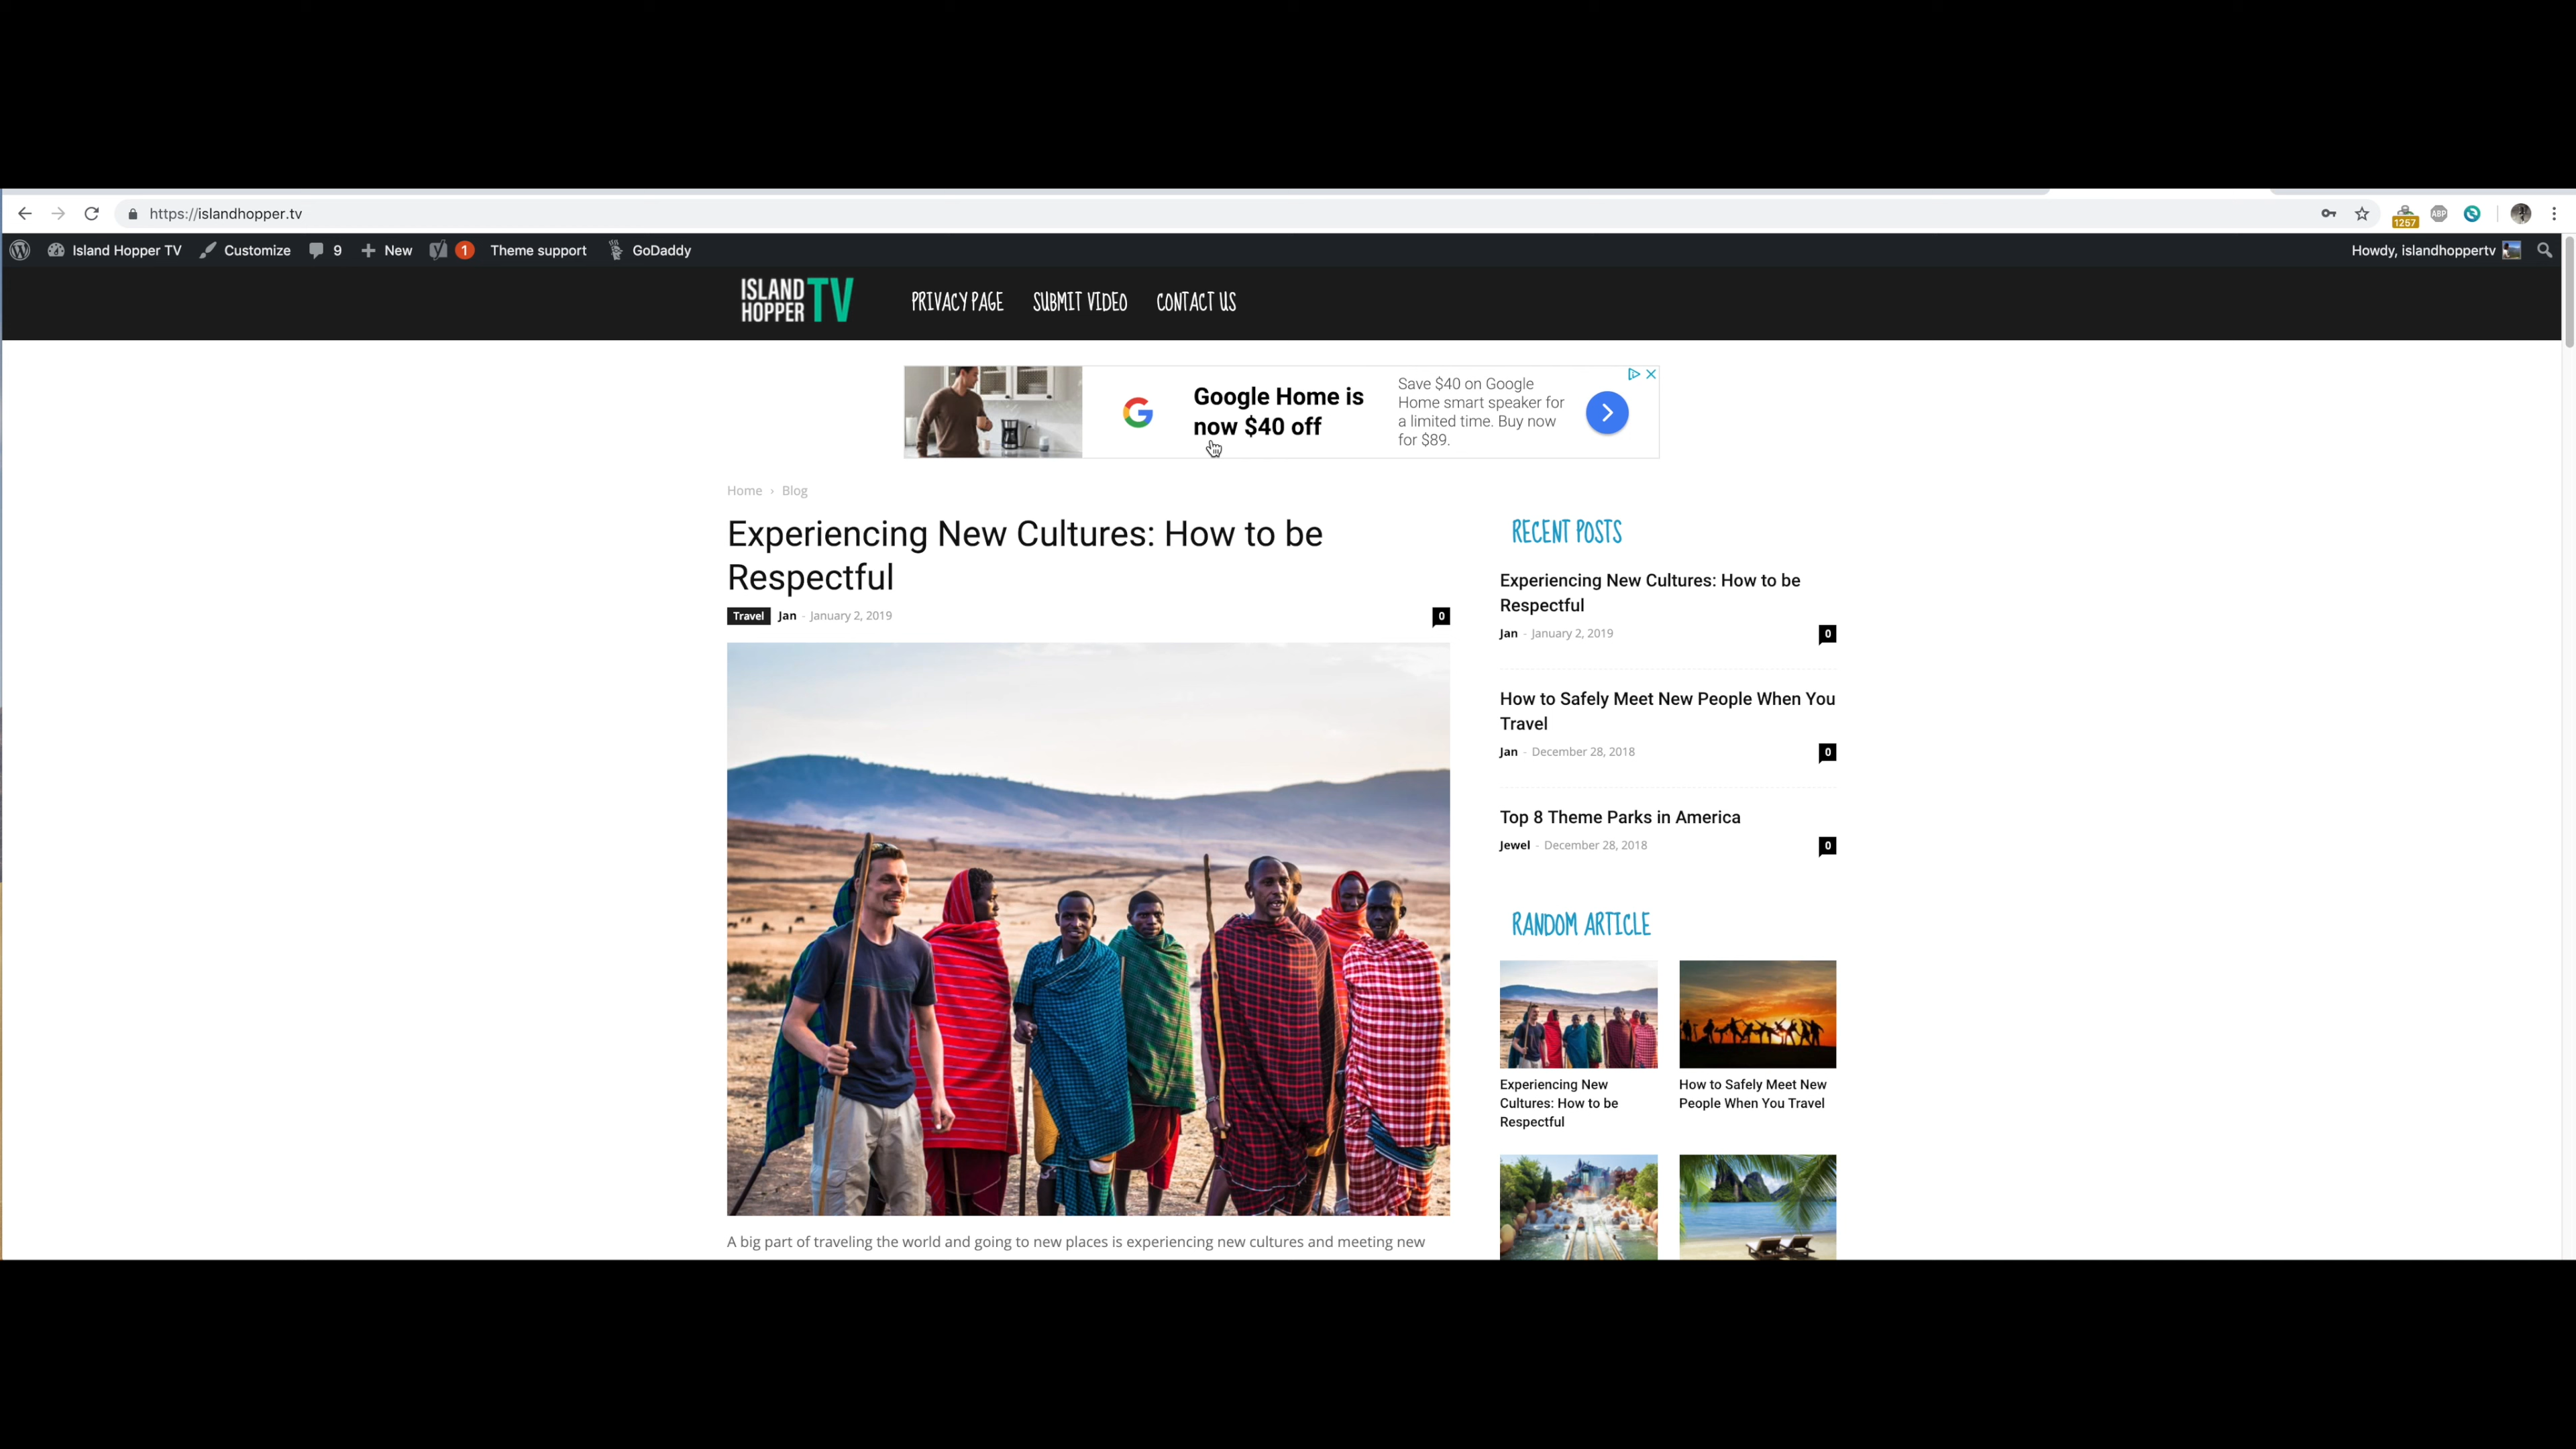 https://islandhopper.tv
1257
ABP
Island Hopper TV
Customize
9
New
1
Theme support
GoDaddy
Howdy, islandhoppertv
ISLAND
HOPPER
TV
PRIVACY PAGE
SUBMIT VIDEO
CONTACT US
Google Home is
now $40 off
Save $40 on Google
Home smart speaker for
a limited time. Buy now
for $89.
Home › Blog
Experiencing New Cultures: How to be
Respectful
Travel Jan - January 2, 2019
0
A big part of traveling the world and going to new places is experiencing new cultures and meeting new
RECENT POSTS
Experiencing New Cultures: How to be
Respectful
Jan - January 2, 2019
0
How to Safely Meet New People When You
Travel
Jan - December 28, 2018
0
Top 8 Theme Parks in America
Jewel - December 28, 2018
0
RANDOM ARTICLE
Experiencing New
Cultures: How to be
Respectful
How to Safely Meet New
People When You Travel